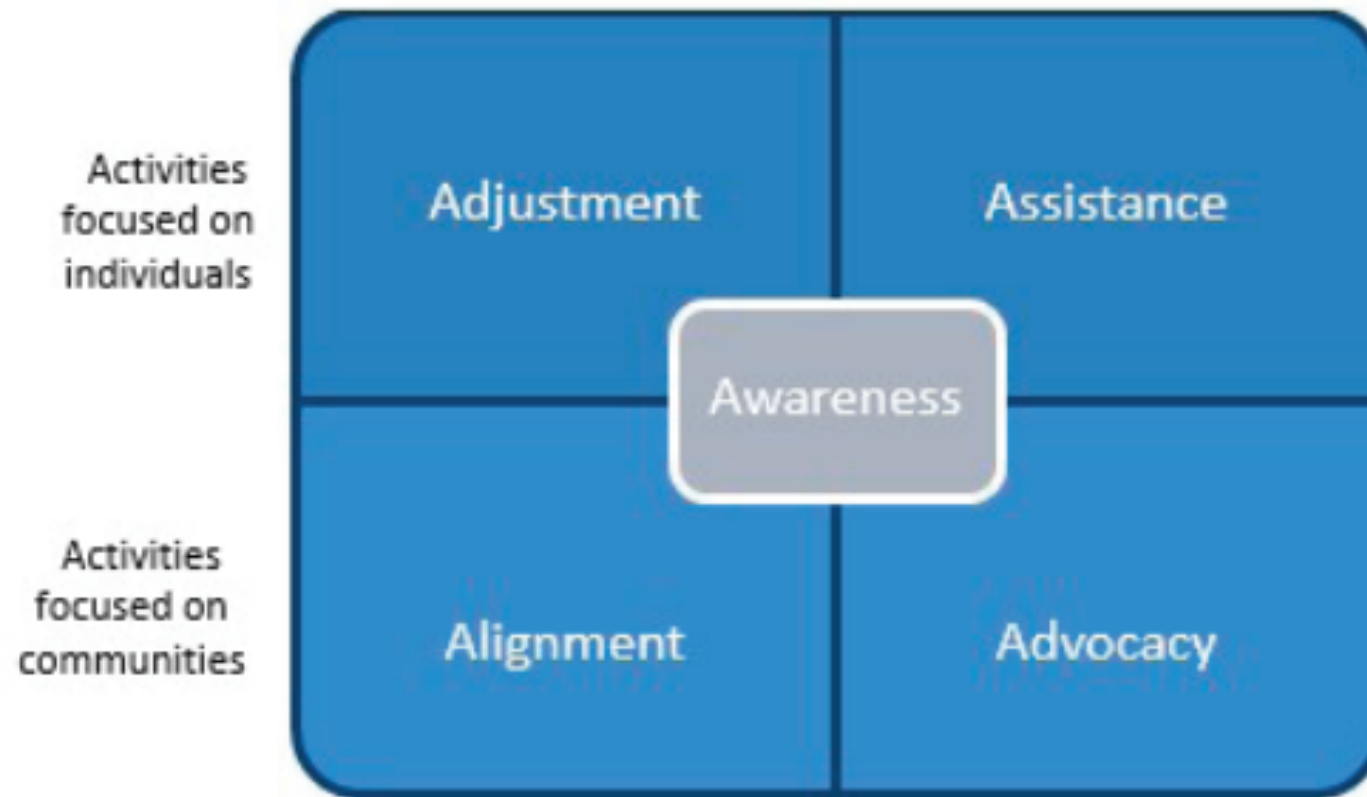 Activities
focused on
individuals
Adjustment
Assistance
Awareness
Activities
focused on
communities
Alignment
Advocacy